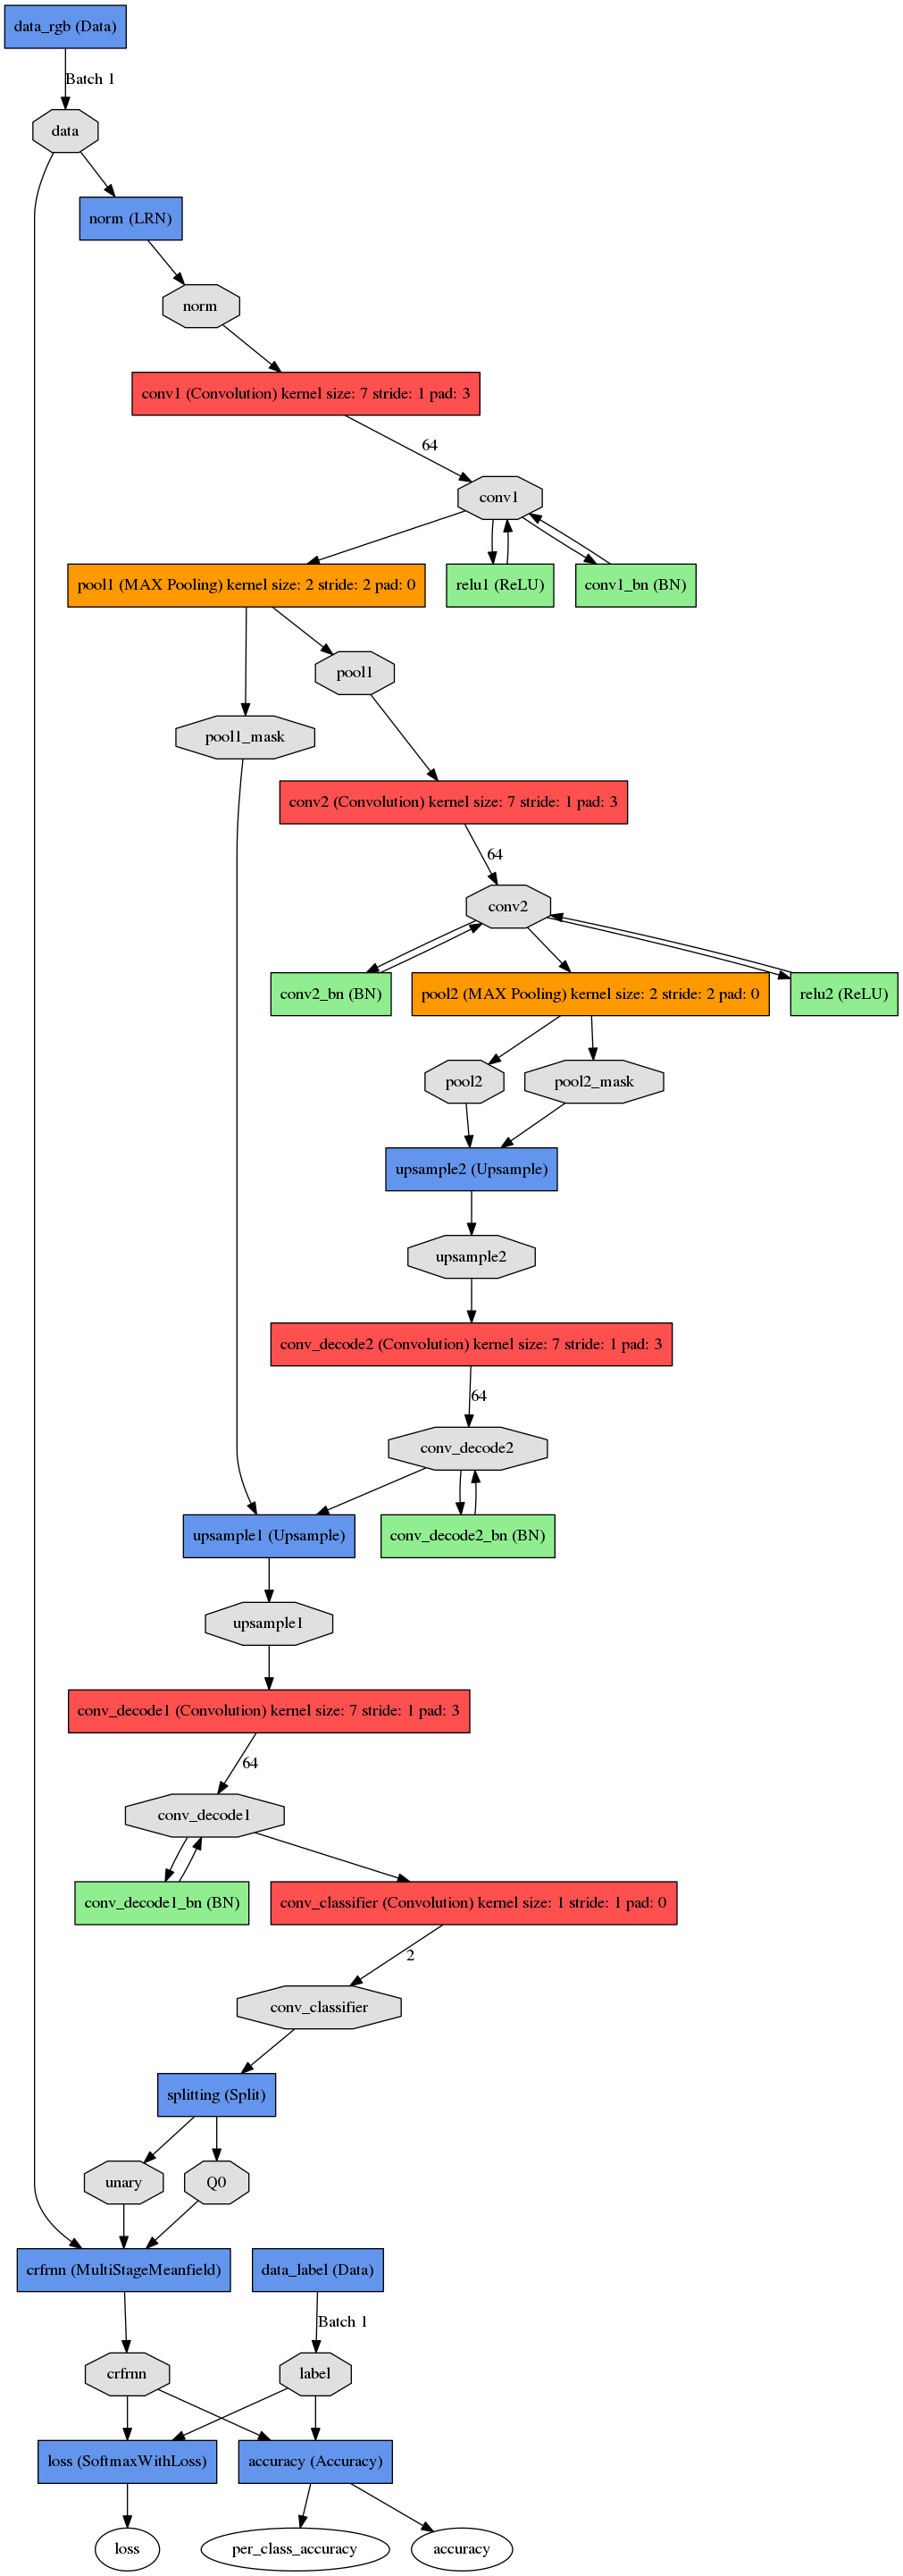 data_rgb (Data)
Batch 1
data
norm (LRN)
norm
conv1 (Convolution) kernel size: 7 stride: 1 pad: 3
64
conv1
pool1 (MAX Pooling) kernel size: 2 stride: 2 pad: 0
relu1 (ReLU)
conv1_bn (BN)
pool1
pool1_mask
conv2 (Convolution) kernel size: 7 stride: 1 pad: 3
64
conv2
conv2_bn (BN)
pool2 (MAX Pooling) kernel size: 2 stride: 2 pad: 0
relu2 (ReLU)
pool2
pool2_mask
upsample2 (Upsample)
upsample2
conv_decode2 (Convolution) kernel size: 7 stride: 1 pad: 3
64
conv_decode2
upsample1 (Upsample)
conv_decode2_bn (BN)
upsample1
conv_decode1 (Convolution) kernel size: 7 stride: 1 pad: 3
64
conv_decode1
conv_decode1_bn (BN)
conv_classifier (Convolution) kernel size: 1 stride: 1 pad: 0
2
conv_classifier
splitting (Split)
unary
Q0
crfrnn (MultiStageMeanfield)
data_label (Data)
Batch 1
crfrnn
label
loss (SoftmaxWithLoss)
accuracy (Accuracy)
loss
per_class_accuracy
accuracy